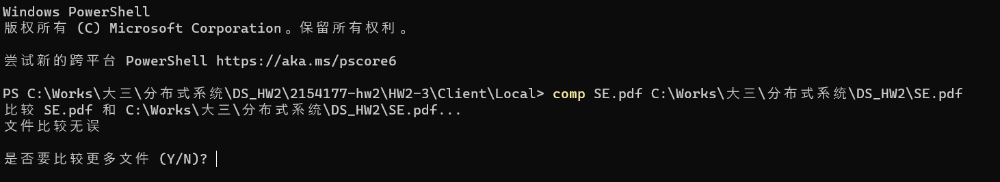 Windows PowerShell
版权所有 (C) Microsoft Corporation。保留所有权利。
尝试新的跨平台 PowerShell https://aka.ms/pscore6
PS C:\Works\大三\分布式系统\DS_HW2\2154177-hw2\HW2-3\Client\Local> comp SE.pdf C:\Works\大三\分布式系统\DS_HW2\SE.pdf
比较 SE.pdf 和 C:\Works\大三\分布式系统\DS_HW2\SE.pdf...
文件比较无误
是否要比较更多文件 (Y/N)?